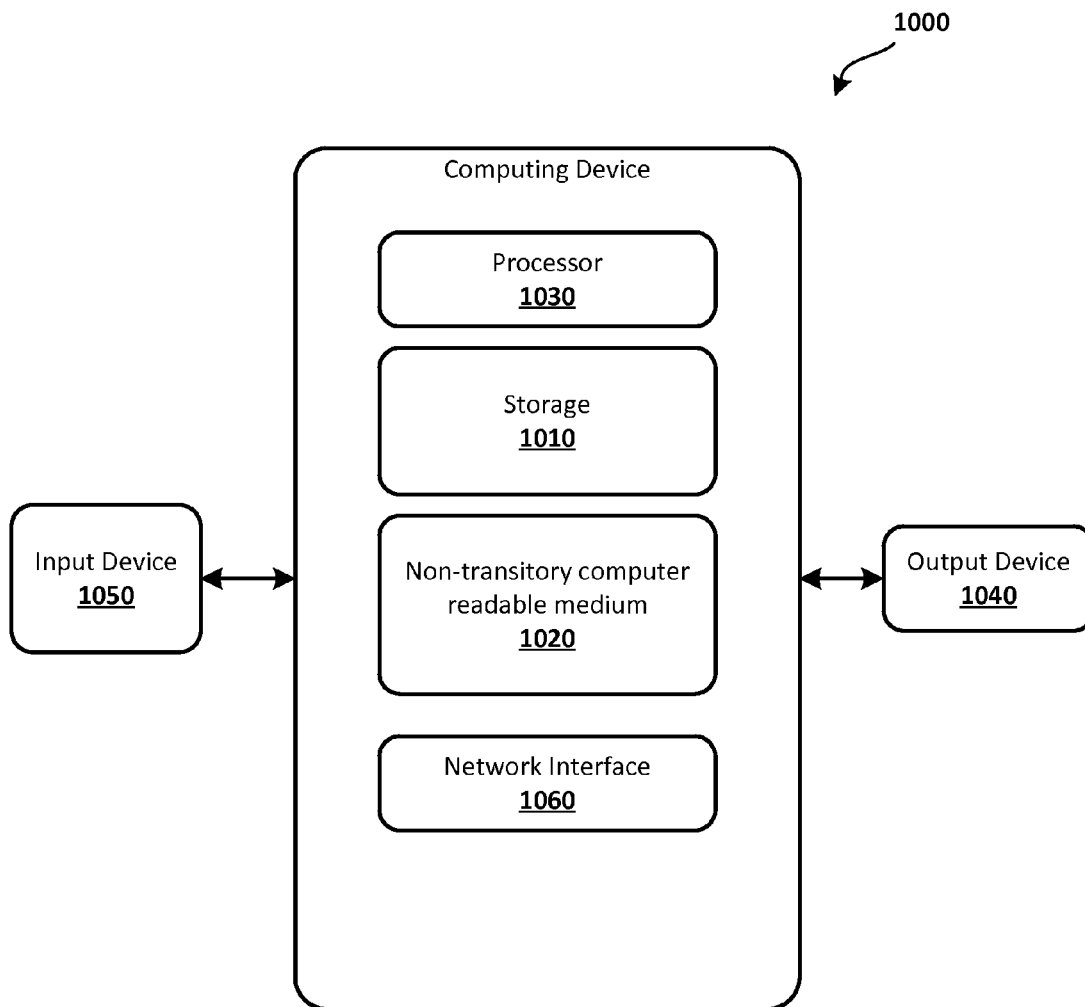 1000
Computing Device
Processor
1030
Storage
1010
Non-transitory computer
readable medium
1020
Input Device
1050
Output Device
1040
Network Interface
1060